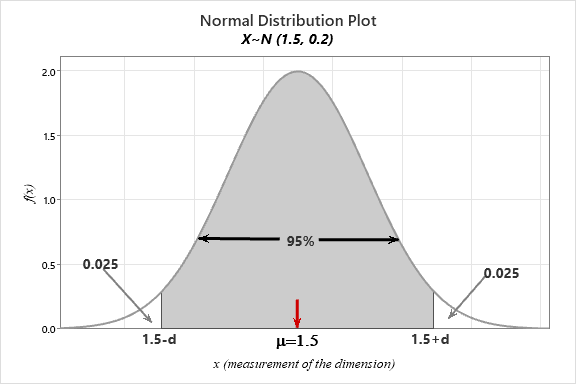 Normal Distribution Plot
X~N (1.5, 0.2)
2.0
1.5
1.0
0.5
0.0
f(x)
95%
0.025
0.025
1.5-d
μ=1.5
1.5+d
x (measurement of the dimension)